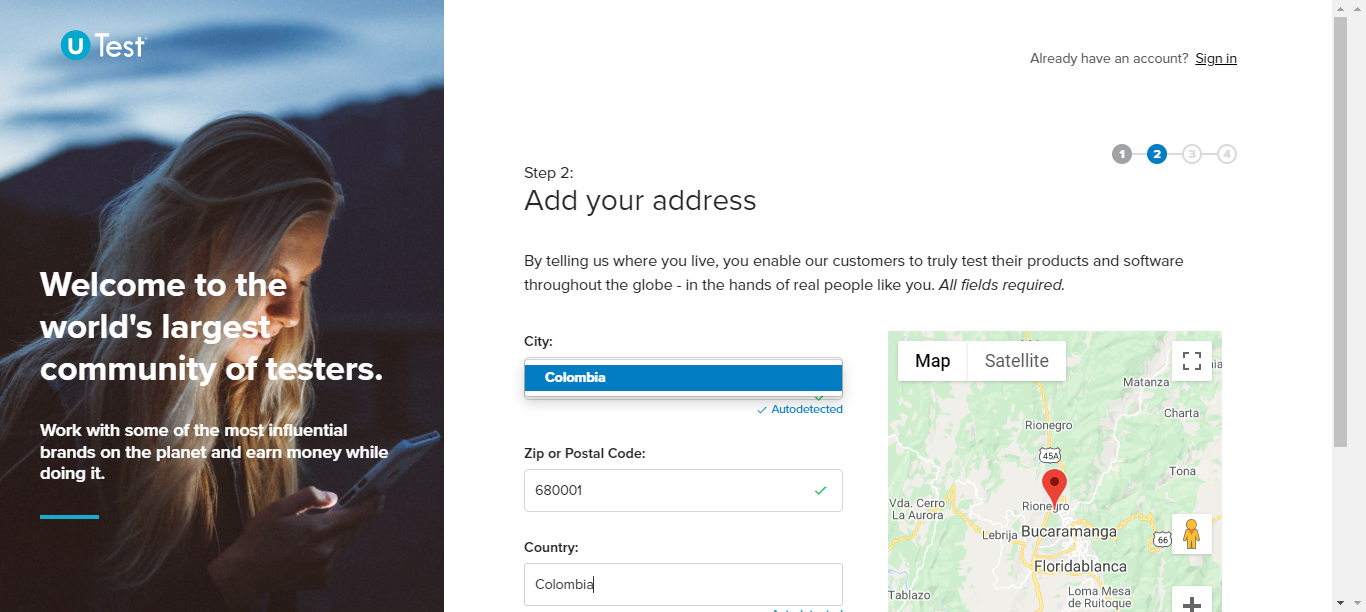 U Test
Already have an account? Sign in
1 2 3 4
Step 2:
Add your address
By telling us where you live, you enable our customers to truly test their products and software
throughout the globe - in the hands of real people like you. All fields required.
Welcome to the
world's largest
community of testers.
Work with some of the most influential
brands on the planet and earn money while
doing it.
City:
Colombia
Autodetected
Zip or Postal Code:
680001
Country:
Colombia
Map Satellite
Matanza
Charta
Rionegro
45A
Tona
Vda. Cerro
La Aurora
Rionegro
Bucaramanga
Lebrija
66
Floridablanca
Loma Mesa
de Ruitoque
Tablazo